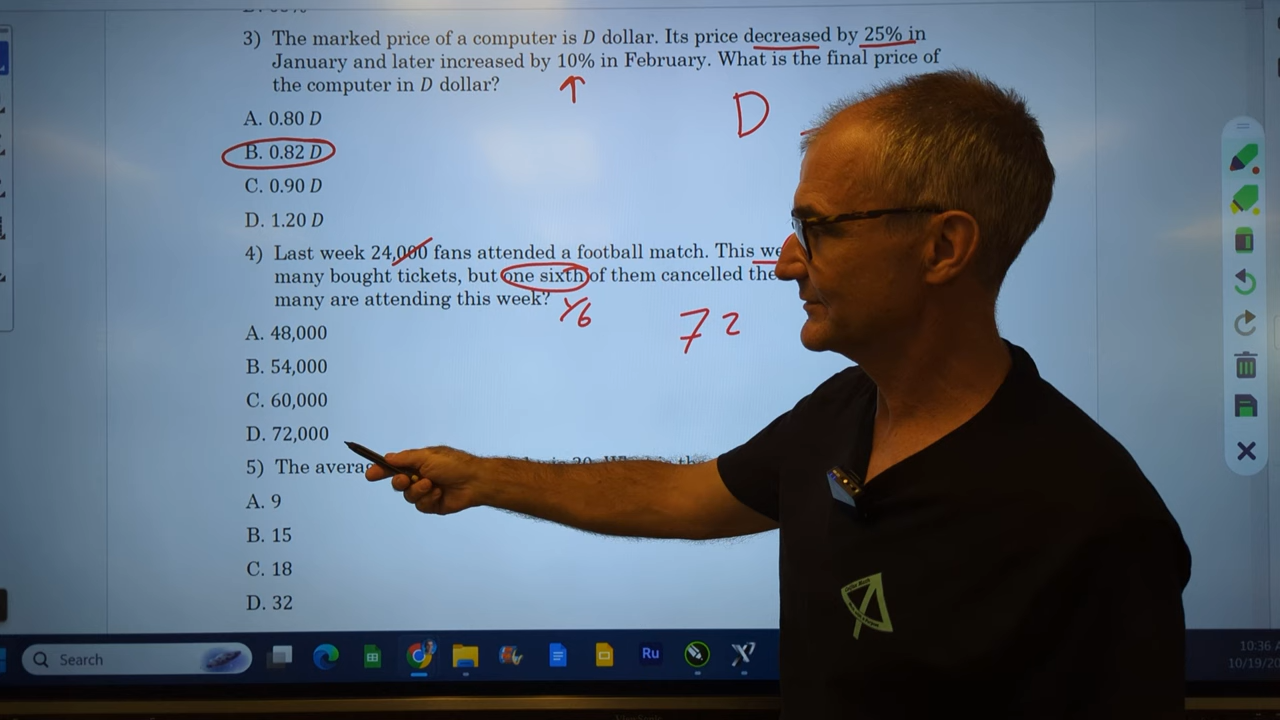 3) The marked price of a computer is D dollar. Its price decreased by 25% in
January and later increased by 10% in February. What is the final price of
the computer in D dollar?
D
A. 0.80 D
B. 0.82 D
C. 0.90 D
D. 1.20 D
4) Last week 24,000 fans attended a football match. This
many bought tickets, but one sixth of them cancelled
many are attending this week?
1/6
72
A. 48,000
B. 54,000
C. 60,000
D. 72,000
5) The
A. 9
B. 15
C. 18
D. 32
Search
Ru
10:36